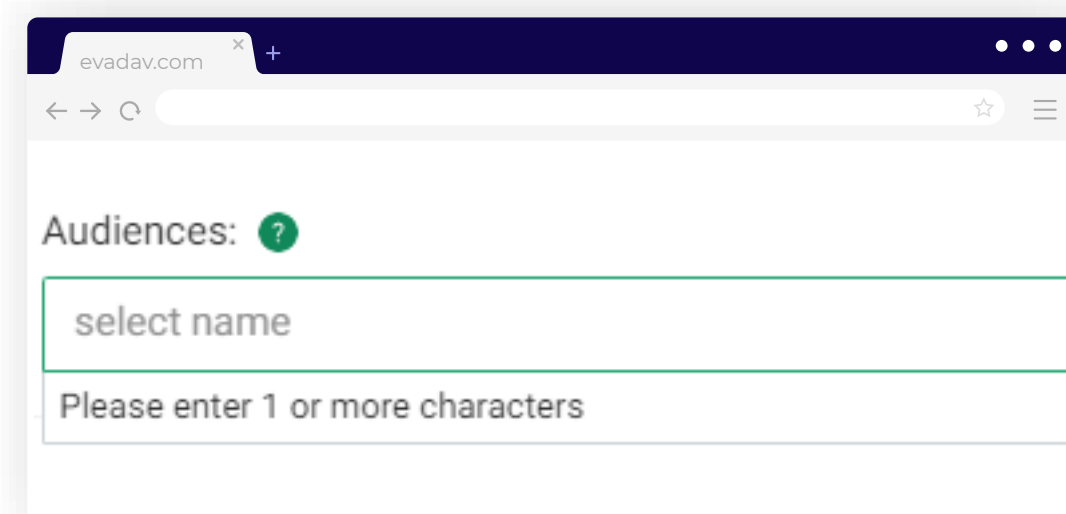 evadav.com
Audiences: ?
select name
Please enter 1 or more characters